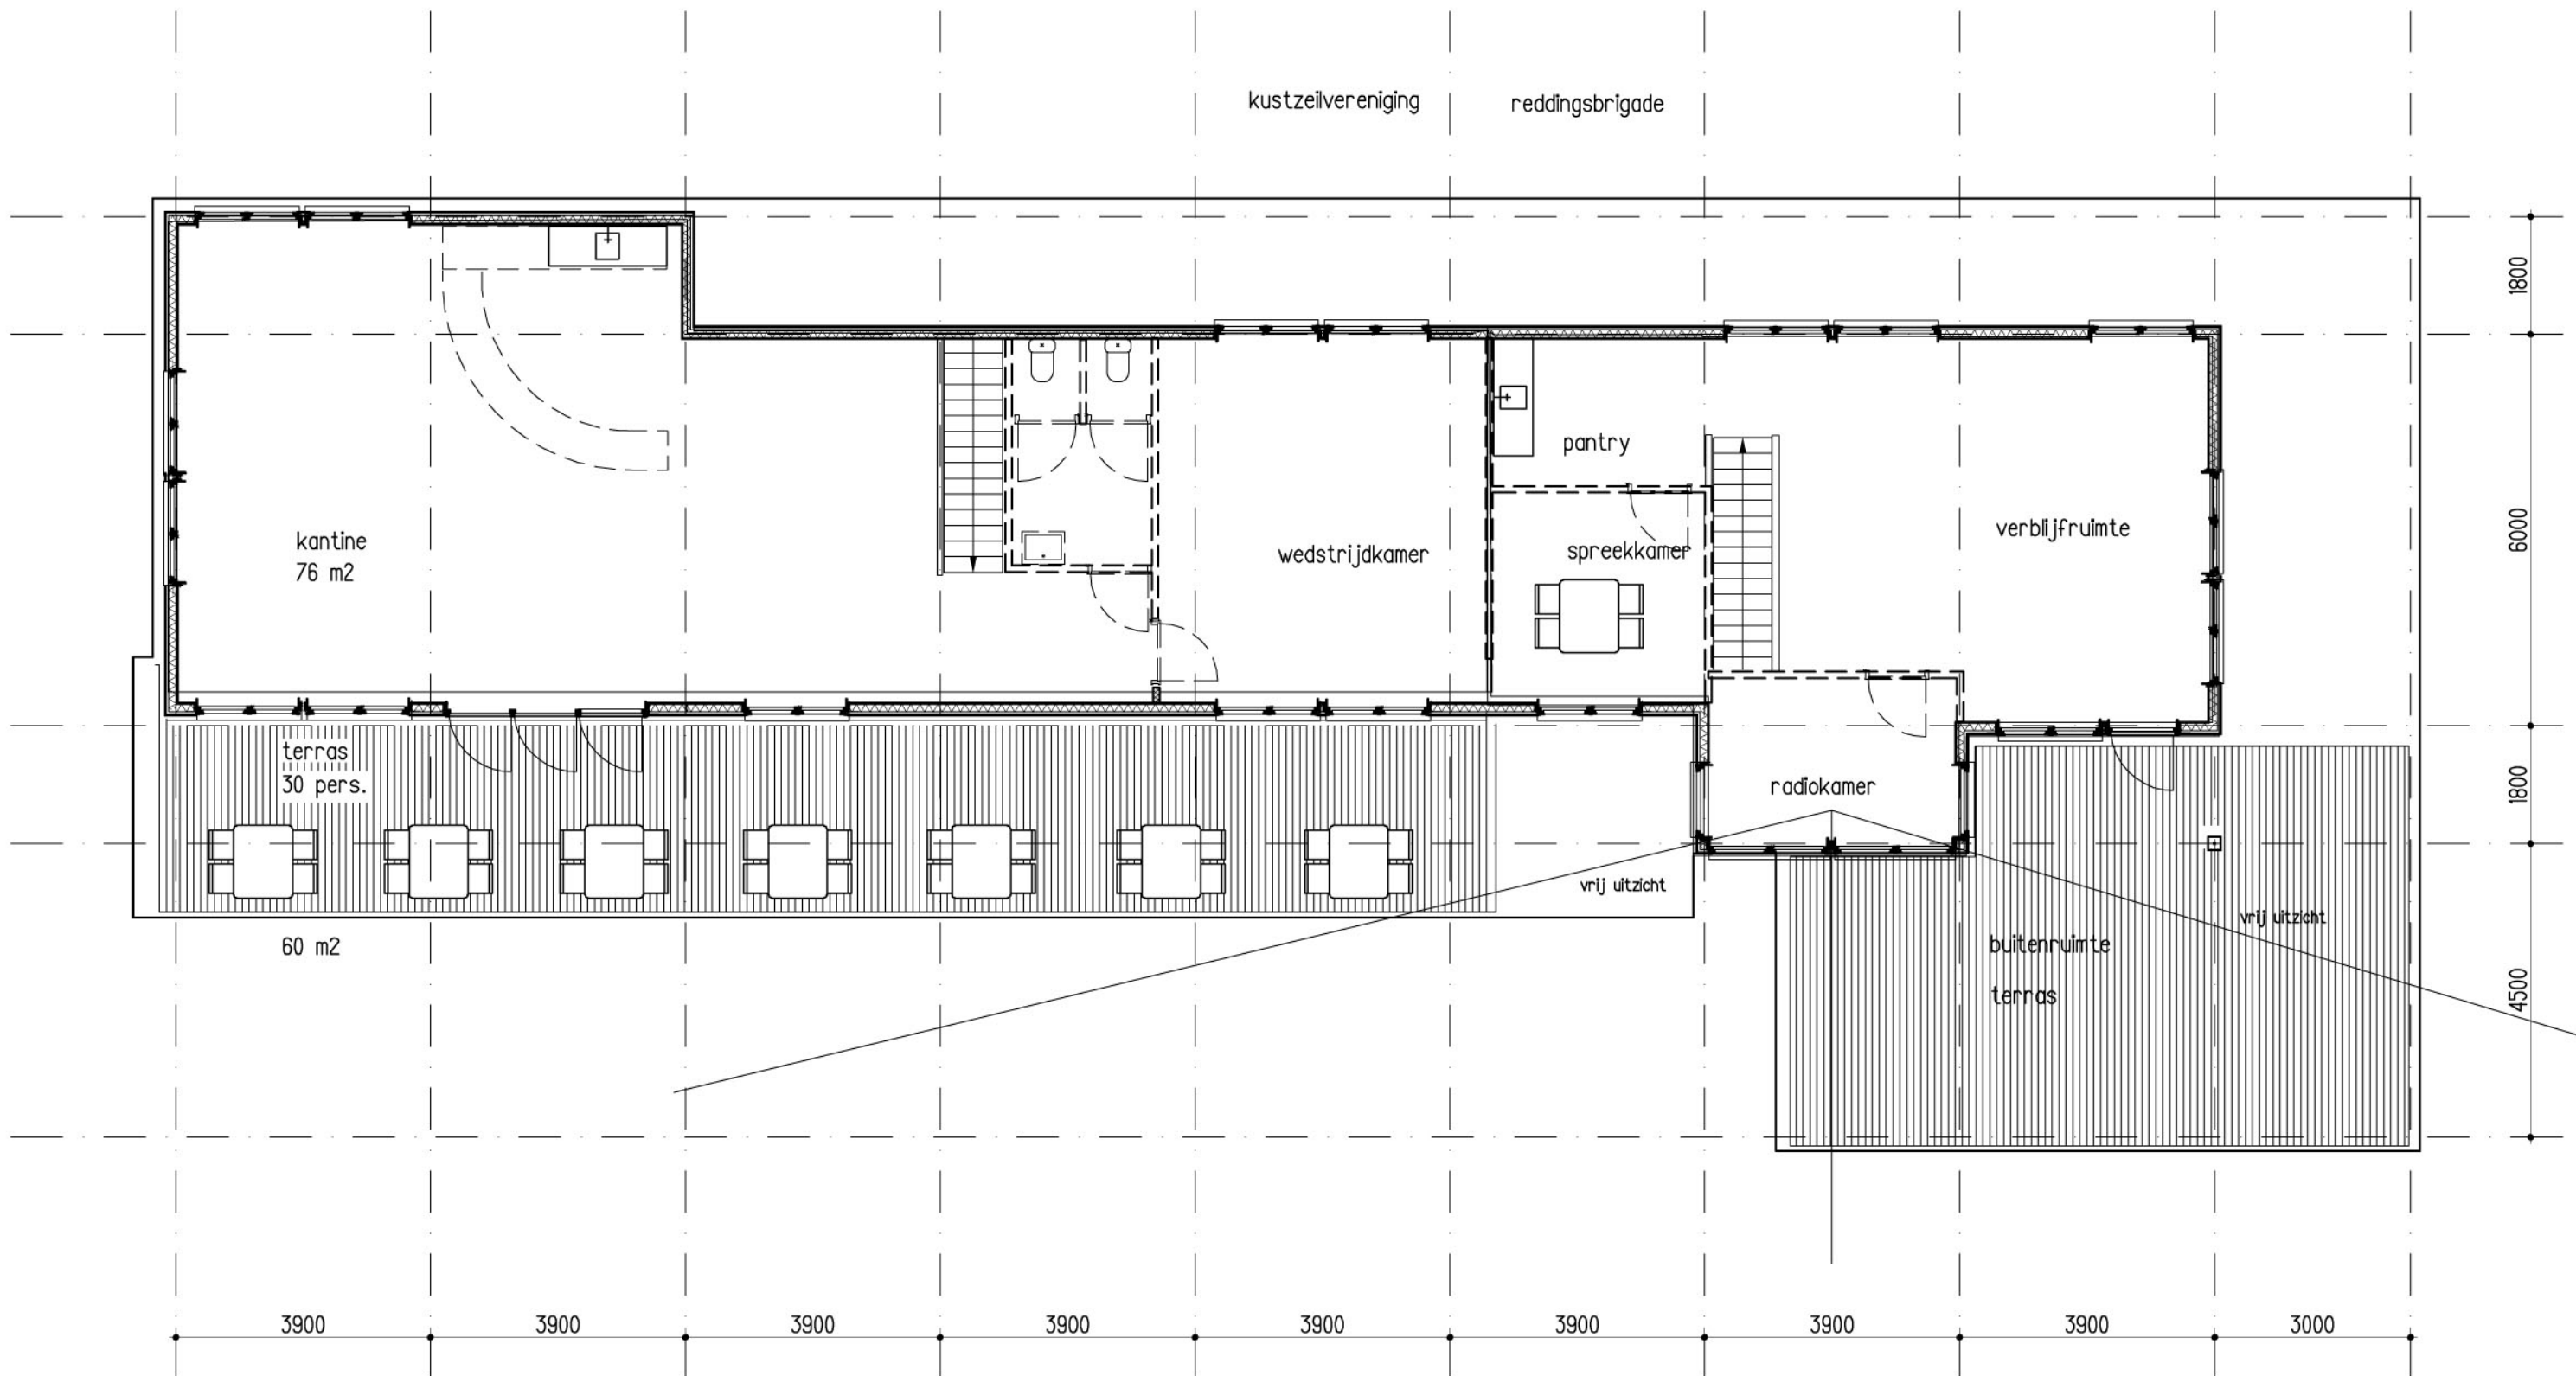 kustzeilvereniging
reddingsbrigade
1800
pantry
kantine
76 m2
wedstrijdkamer
spreekkamer
verblijfruimte
6000
terras
30 pers.
radiokamer
1800
vrij uitzicht
vrij uitzicht
60 m2
buitenruimte
terras
4500
3900
3900
3900
3900
3900
3900
3900
3900
3000